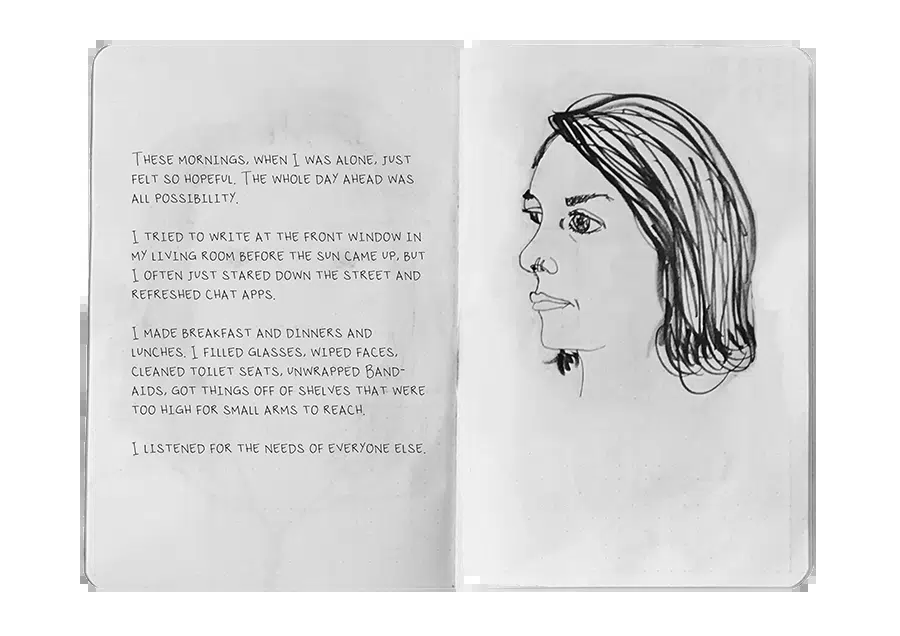 These mornings, when I was alone, just
felt so hopeful. The whole day ahead was
all possibility.
I tried to write at the front window in
my living room before the sun came up, but
I often just stared down the street and
refreshed chat apps.
I made breakfast and dinners and
lunches. I filled glasses, wiped faces,
cleaned toilet seats, unwrapped Band-
Aids, got things off of shelves that were
too high for small arms to reach.
I listened for the needs of everyone else.